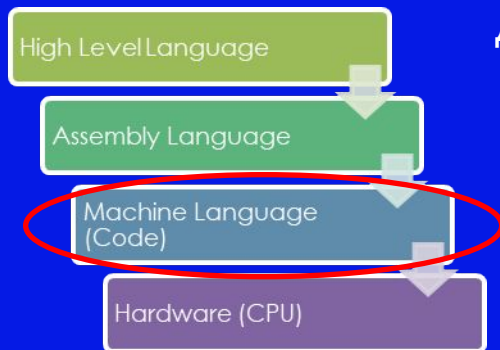 High Level Language
Assembly Language
Machine Language
(Code)
Hardware (CPU)